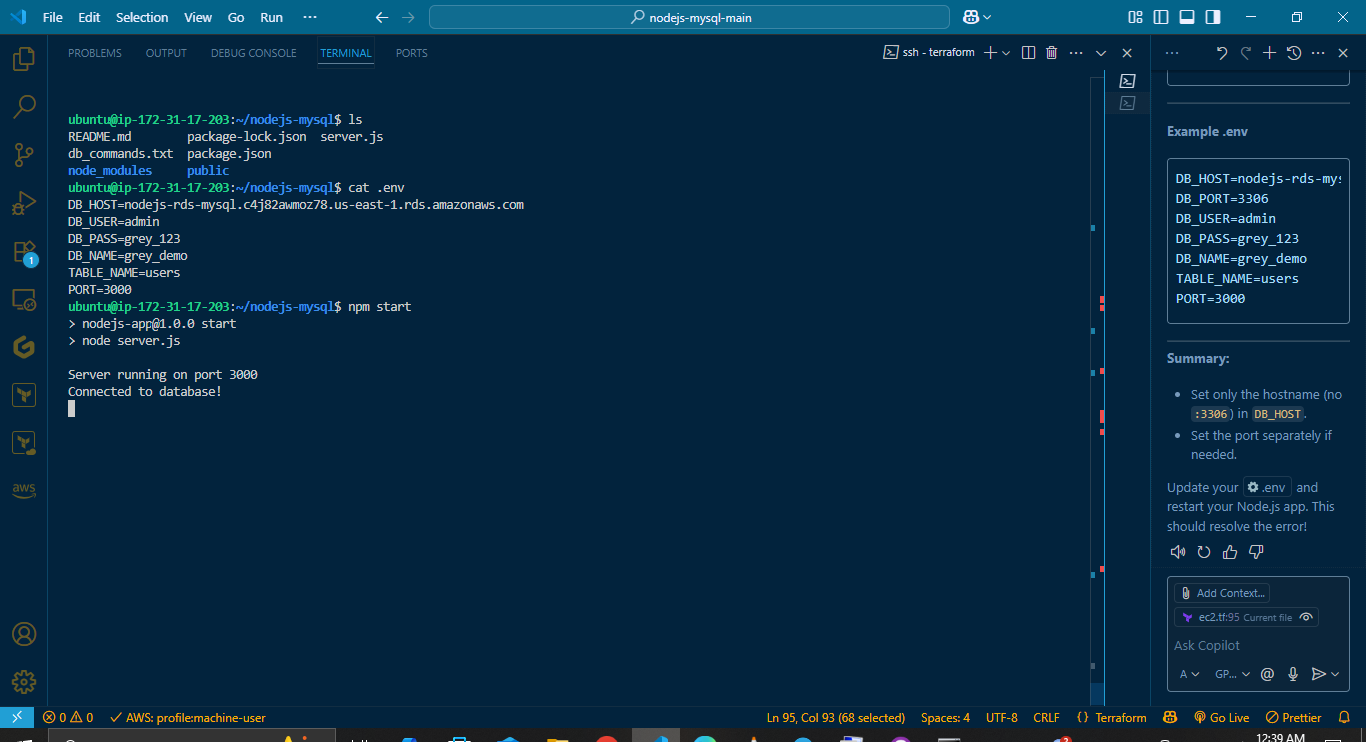 File Edit Selection View Go Run ··· nodejs-mysql-main
PROBLEMS OUTPUT DEBUG CONSOLE TERMINAL PORTS ssh - terraform
ubuntu@ip-172-31-17-203:~/nodejs-mysql$ ls
README.md package-lock.json server.js
db_commands.txt package.json
node_modules public
ubuntu@ip-172-31-17-203:~/nodejs-mysql$ cat .env
DB_HOST=nodejs-rds-mysql.c4j82awmoz78.us-east-1.rds.amazonaws.com
DB_USER=admin
DB_PASS=grey_123
DB_NAME=grey_demo
TABLE_NAME=users
PORT=3000
ubuntu@ip-172-31-17-203:~/nodejs-mysql$ npm start
> nodejs-app@1.0.0 start
> node server.js
Server running on port 3000
Connected to database!
1
aws
Example .env
DB_HOST=nodejs-rds-mys
DB_PORT=3306
DB_USER=admin
DB_PASS=grey_123
DB_NAME=grey_demo
TABLE_NAME=users
PORT=3000
Summary:
• Set only the hostname (no
:3306) in DB_HOST.
• Set the port separately if
needed.
Update your .env and
restart your Node.js app. This
should resolve the error!
Add Context...
ec2.tf:95 Current file
Ask Copilot
A GP... @
0 0 AWS: profile:machine-user Ln 95, Col 93 (68 selected) Spaces: 4 UTF-8 CRLF {} Terraform Go Live Prettier
12:39 AM